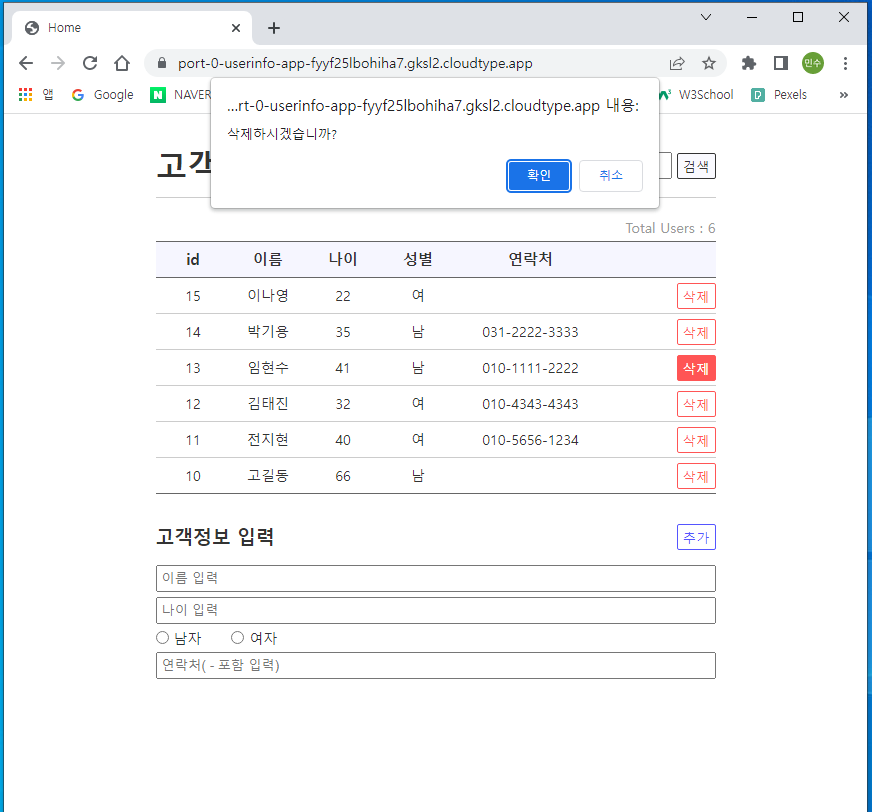 Home
port-0-userinfo-app-fyyf25lbohiha7.gksl2.cloudtype.app
민수
앱 Google NAVER W3School Pexels »
...rt-0-userinfo-app-fyyf25lbohiha7.gksl2.cloudtype.app 내용:
삭제하시겠습니까?
확인 취소
고객
검색
Total Users : 6
id 이름 나이 성별 연락처
15 이나영 22 여 삭제
14 박기용 35 남 031-2222-3333 삭제
13 임현수 41 남 010-1111-2222 삭제
12 김태진 32 여 010-4343-4343 삭제
11 전지현 40 여 010-5656-1234 삭제
10 고길동 66 남 삭제
고객정보 입력 추가
이름 입력
나이 입력
남자 여자
연락처( - 포함 입력)